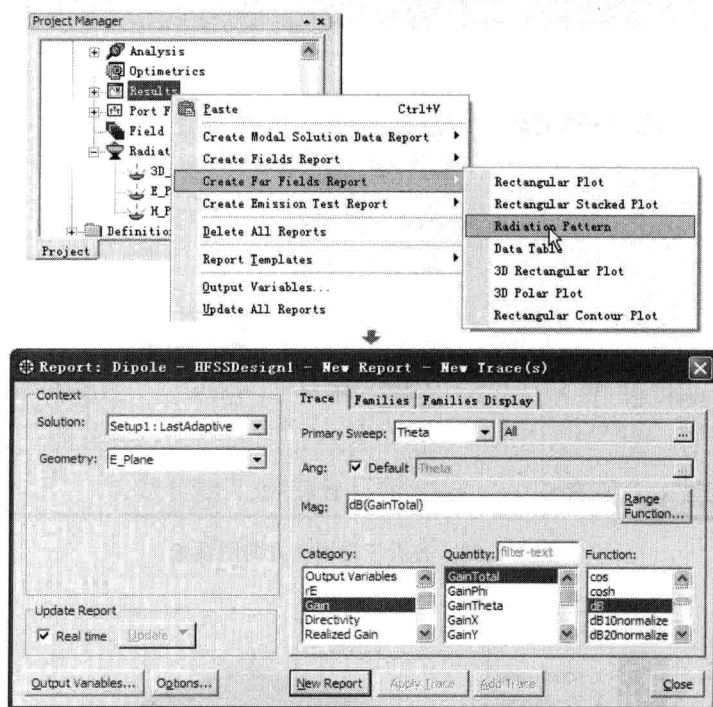 Project Manager
Analysis
Optimetrics
Results
Port F
Field
Radiat
3D_
E_P
H_P
Definitio
Project
Paste Ctrl+V
Create Modal Solution Data Report
Create Fields Report
Create Far Fields Report
Create Emission Test Report
Delete All Reports
Report Templates
Output Variables...
Update All Reports
Rectangular Plot
Rectangular Stacked Plot
Radiation Pattern
Data Table
3D Rectangular Plot
3D Polar Plot
Rectangular Contour Plot
Report: Dipole - HFSSDesign1 - New Report - New Trace(s)
Context
Solution: Setup1 : LastAdaptive
Geometry: E_Plane
Update Report
Real time Update
Output Variables... Options...
Trace Families Families Display
Primary Sweep: Theta All ...
Ang: Default Theta ...
Mag: dB(GainTotal) Range Function...
Category: Quantity: filter-text Function:
Output Variables GainTotal cos
rE GainPhi cosh
Gain GainTheta dB
Directivity GainX dB10normalize
Realized Gain GainY dB20normalize
New Report Apply Trace Add Trace Close